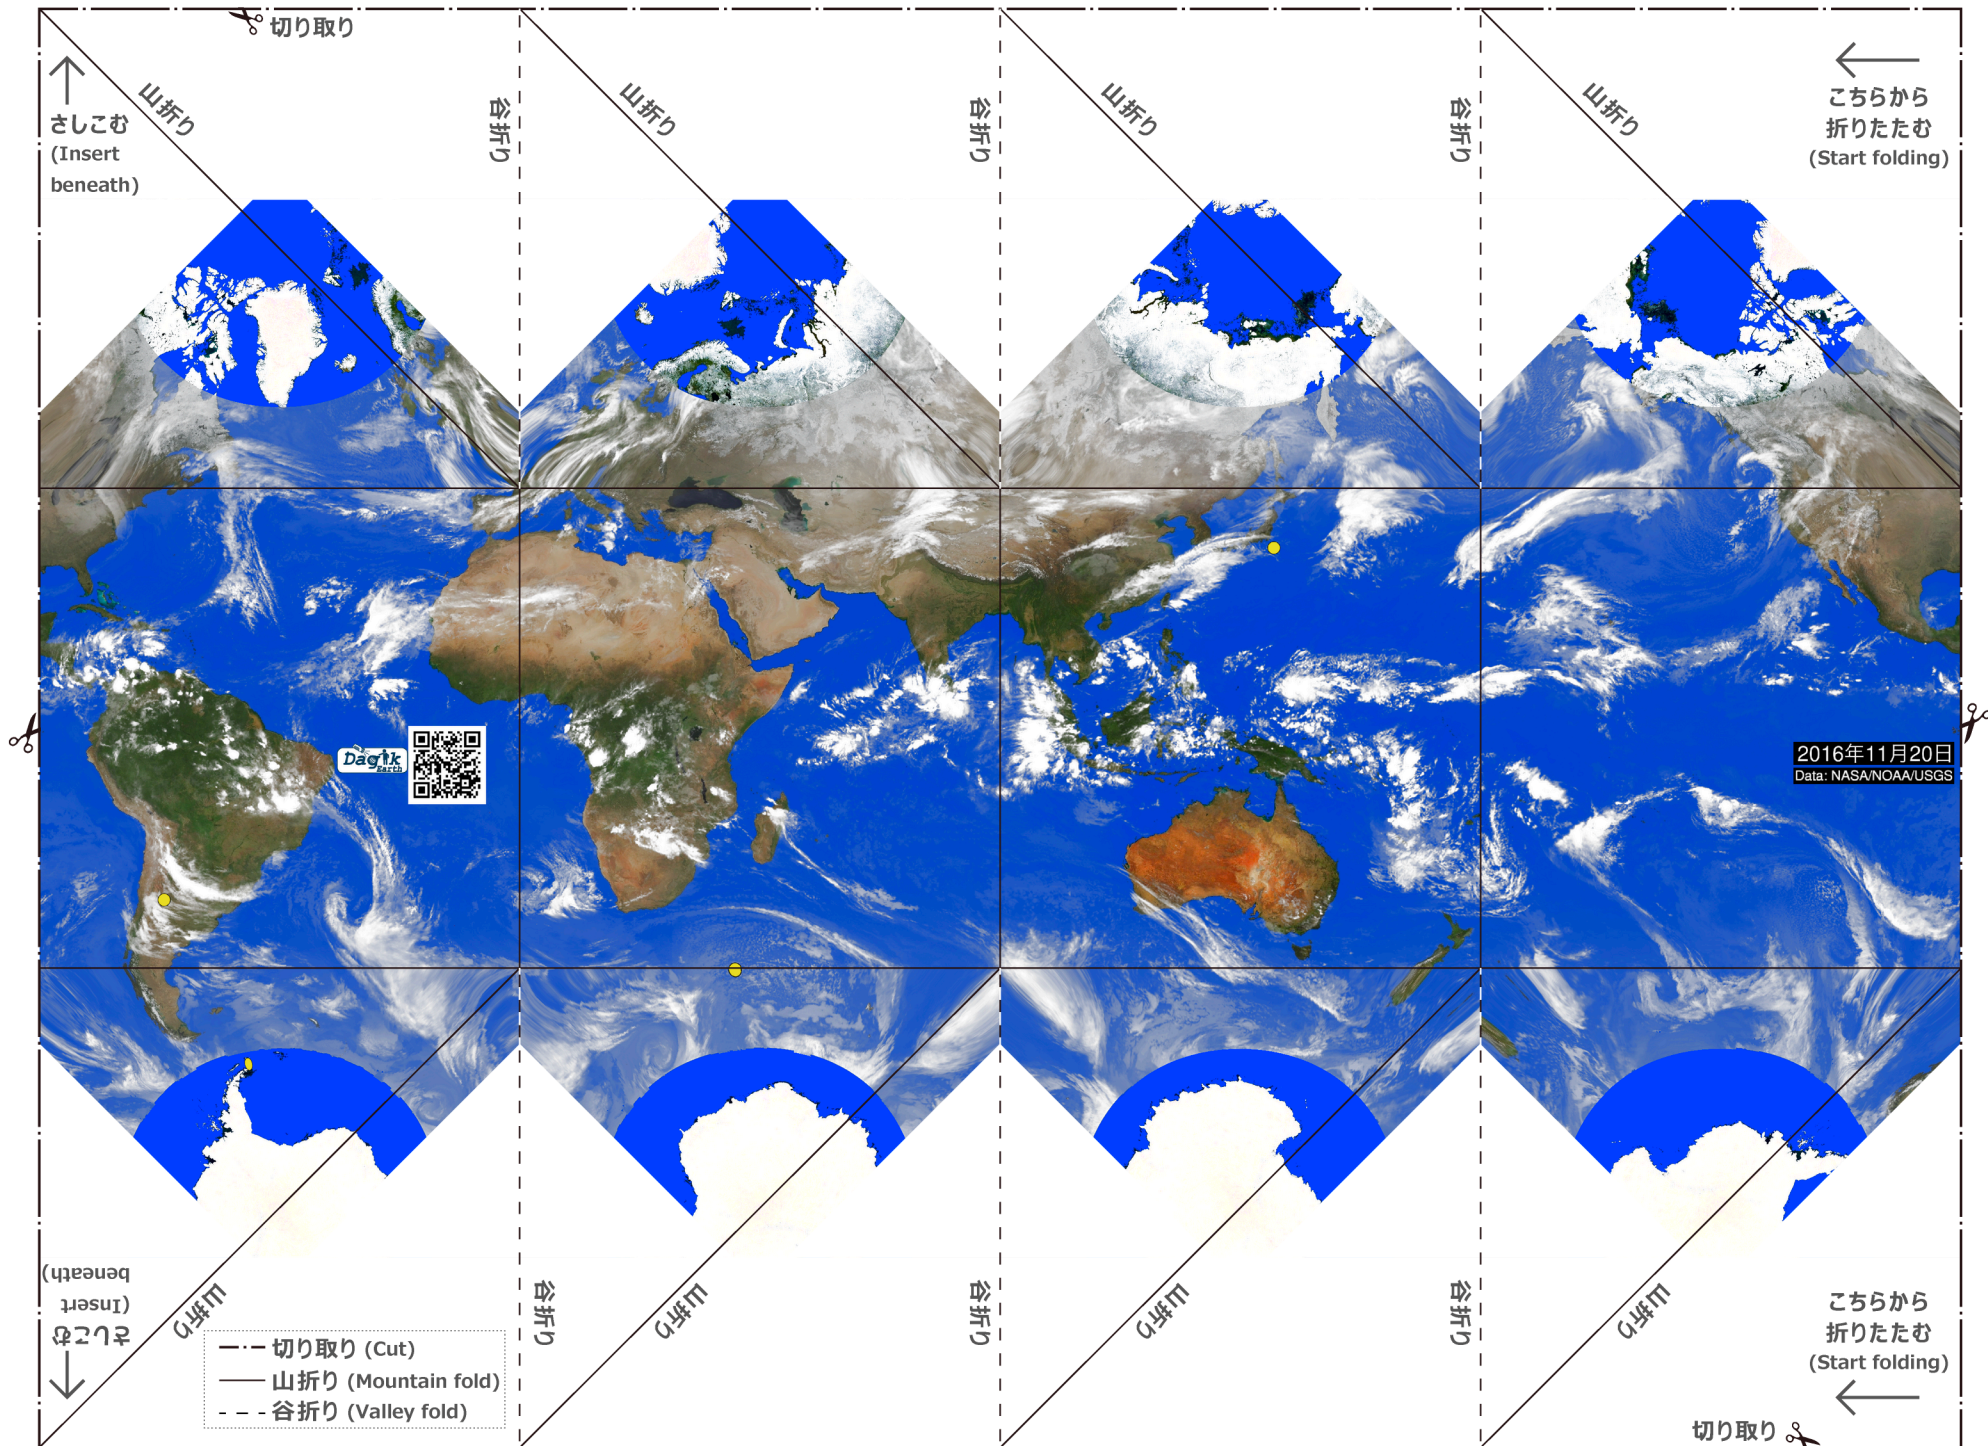 切り取り
山折り
谷折り
山折り
谷折り
山折り
谷折り
山折り
さしこむ
(Insert
beneath)
こちらから
折りたたむ
(Start folding)
Dagik
Earth
2016年11月20日
Data: NASA/NOAA/USGS
さしこむ
(Insert
beneath)
山折り
谷折り
山折り
谷折り
山折り
谷折り
山折り
こちらから
折りたたむ
(Start folding)
切り取り (Cut)
山折り (Mountain fold)
谷折り (Valley fold)
切り取り